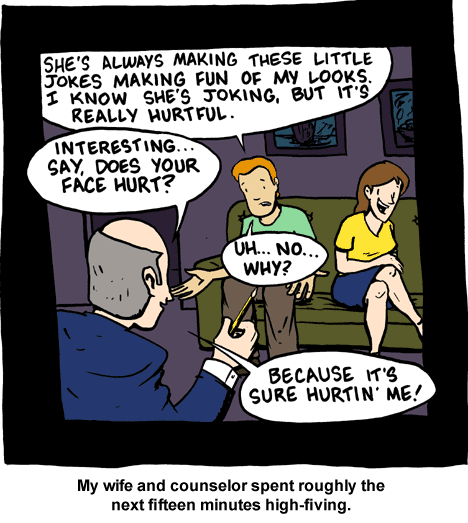 SHE'S ALWAYS MAKING THESE LITTLE
JOKES MAKING FUN OF MY LOOKS.
I KNOW SHE'S JOKING, BUT IT'S
REALLY HURTFUL.
INTERESTING...
SAY, DOES YOUR
FACE HURT?
UH... NO...
WHY?
BECAUSE IT'S
SURE HURTIN' ME!
My wife and counselor spent roughly the
next fifteen minutes high-fiving.